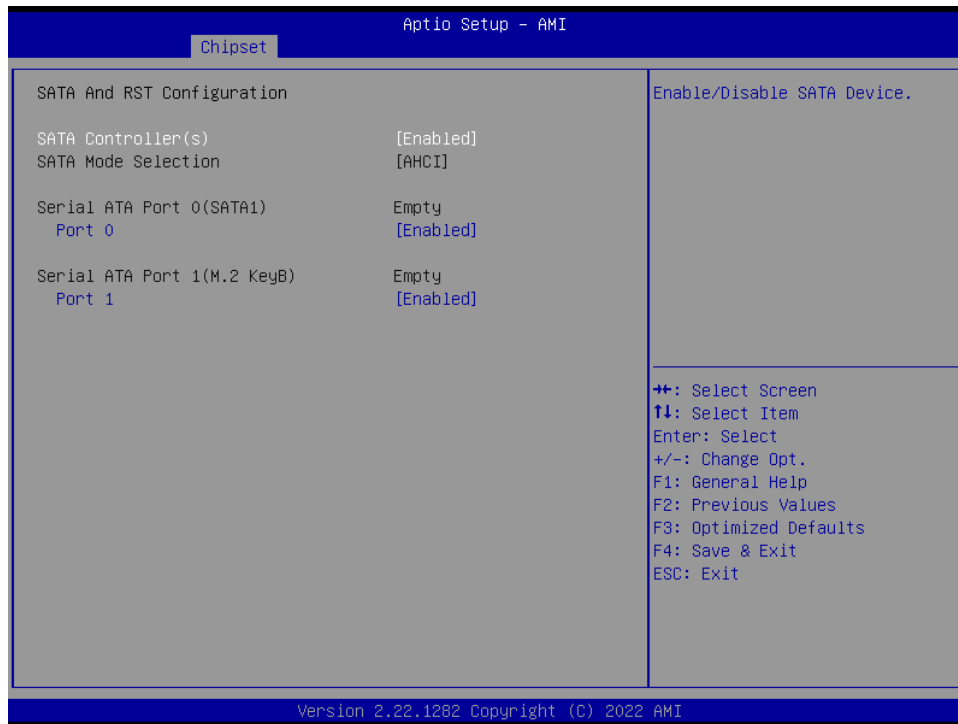 Aptio Setup – AMI
Chipset
SATA And RST Configuration
SATA Controller(s) [Enabled]
SATA Mode Selection [AHCI]
Serial ATA Port 0(SATA1) Empty
Port 0 [Enabled]
Serial ATA Port 1(M.2 KeyB) Empty
Port 1 [Enabled]
Enable/Disable SATA Device.
→←: Select Screen
↑↓: Select Item
Enter: Select
+/-: Change Opt.
F1: General Help
F2: Previous Values
F3: Optimized Defaults
F4: Save & Exit
ESC: Exit
Version 2.22.1282 Copyright (C) 2022 AMI